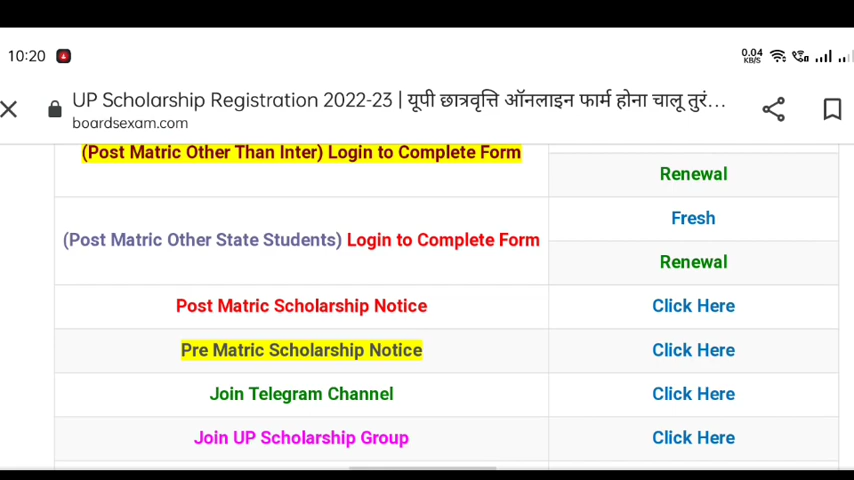 10:20
0.04
KB/S
UP Scholarship Registration 2022-23 | यूपी छात्रवृत्ति ऑनलाइन फार्म होना चालू तुरं...
boardsexam.com
(Post Matric Other Than Inter) Login to Complete Form
Renewal
Fresh
(Post Matric Other State Students) Login to Complete Form
Renewal
Post Matric Scholarship Notice Click Here
Pre Matric Scholarship Notice Click Here
Join Telegram Channel Click Here
Join UP Scholarship Group Click Here